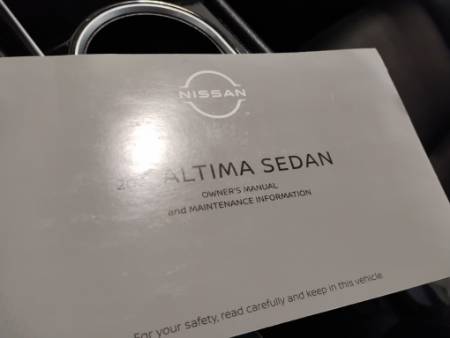 NISSAN
ALTIMA SEDAN
OWNER'S MANUAL
and MAINTENANCE INFORMATION
For your safety, read carefully and keep in this vehicle.